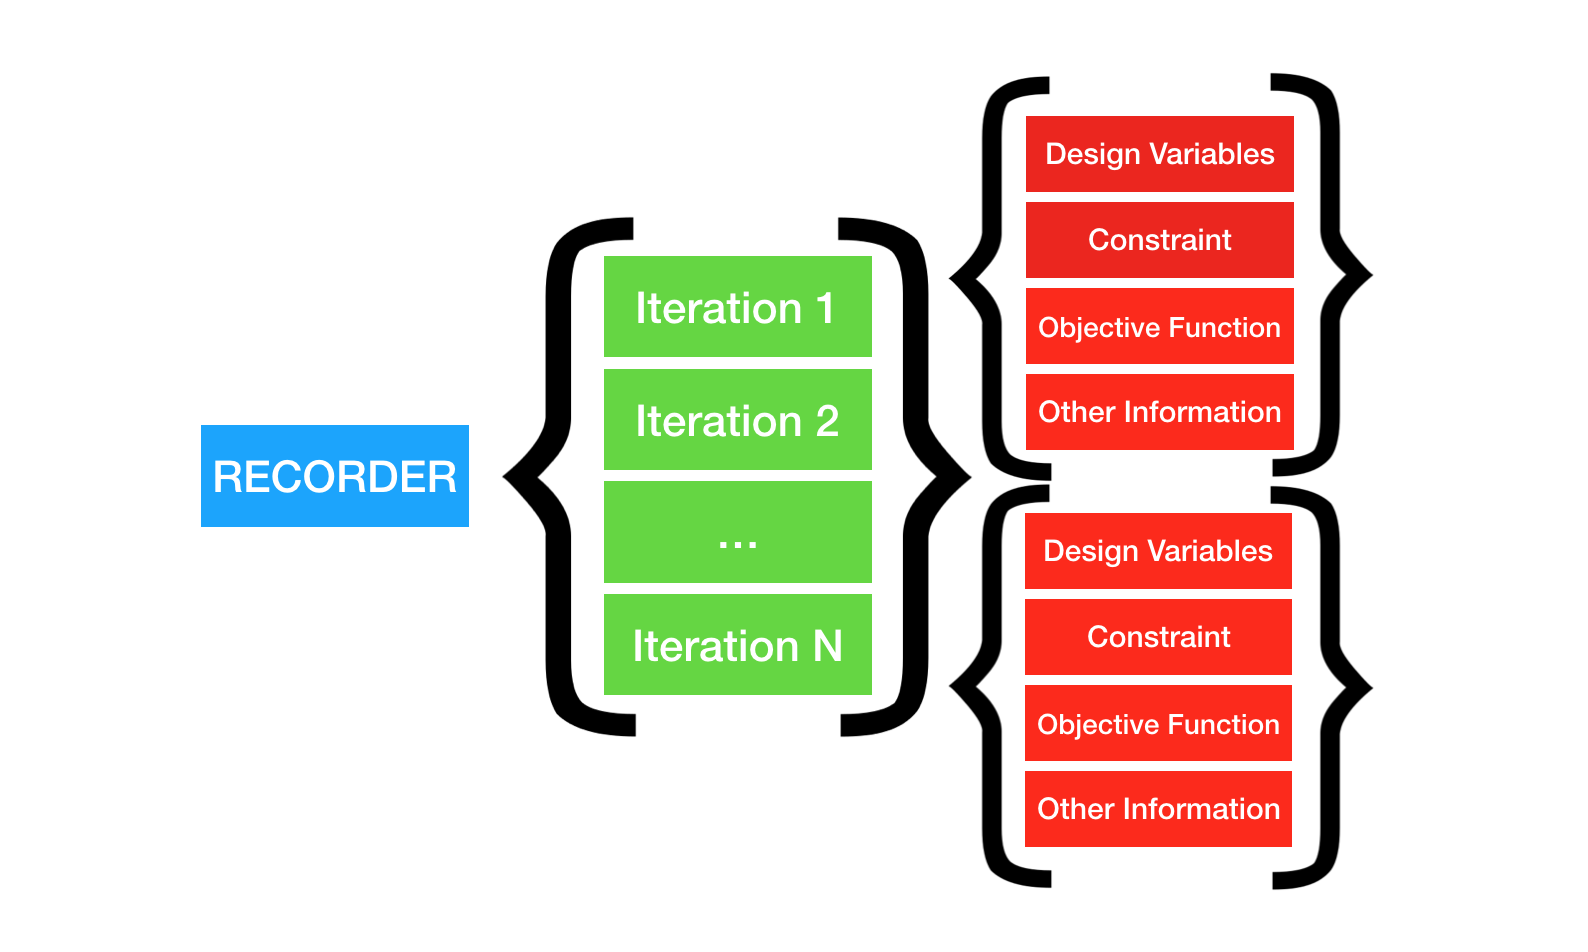 RECORDER
Iteration 1
Iteration 2
...
Iteration N
Design Variables
Constraint
Objective Function
Other Information
Design Variables
Constraint
Objective Function
Other Information